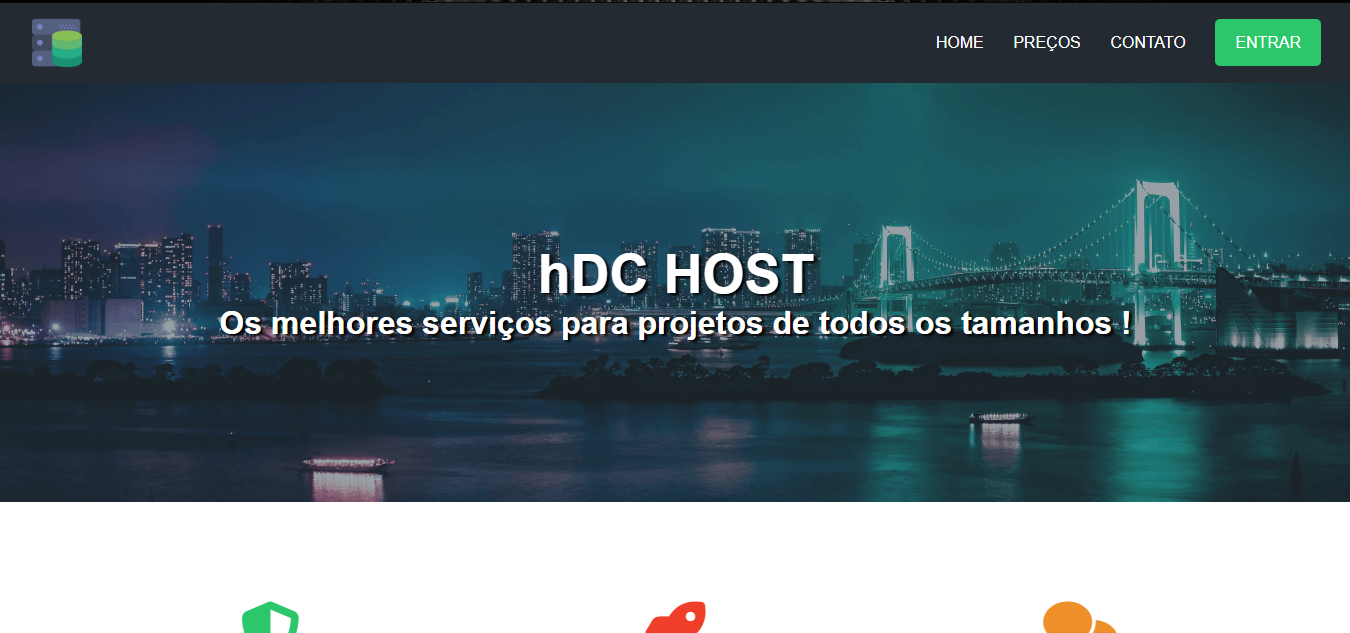 HOME PREÇOS CONTATO ENTRAR
hDC HOST
Os melhores serviços para projetos de todos os tamanhos !